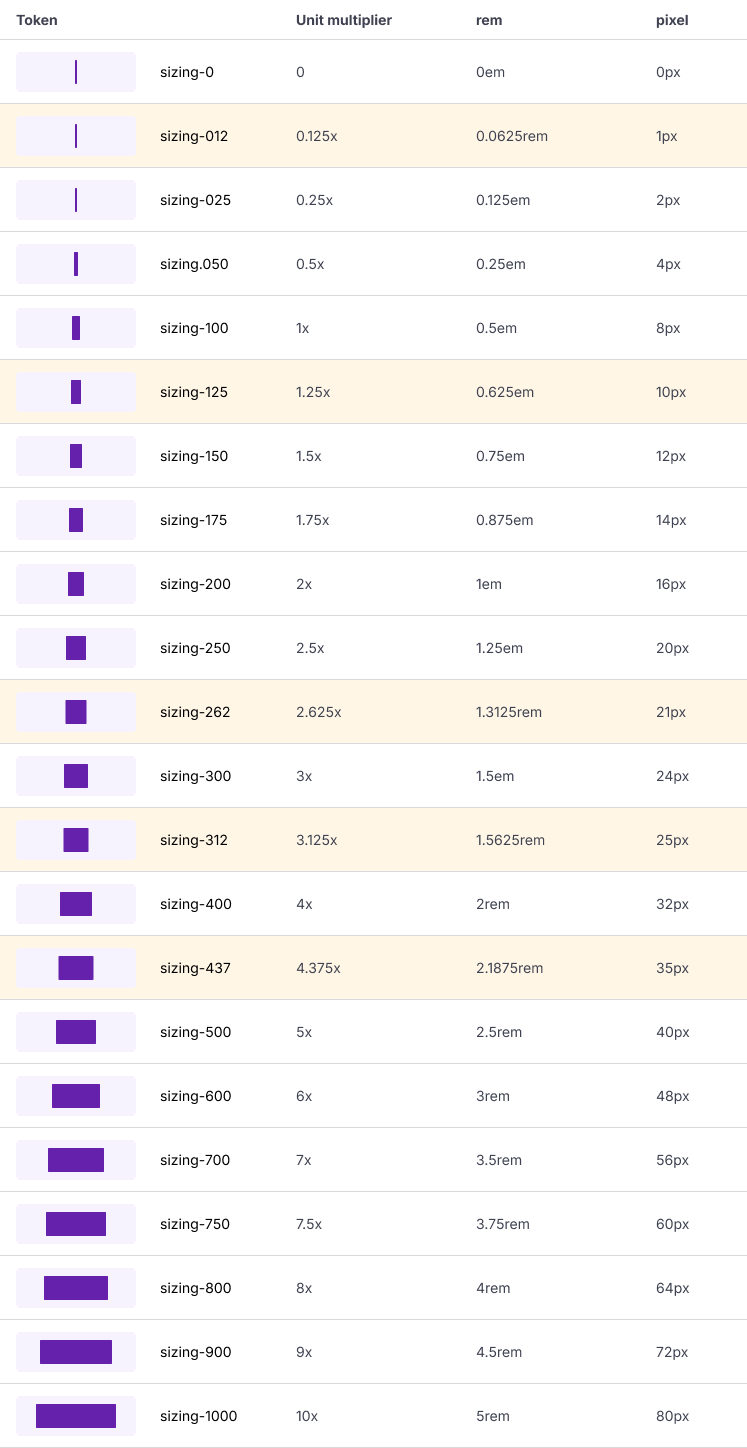 Token Unit multiplier rem pixel
sizing-0 0 0em 0px
sizing-012 0.125x 0.0625rem 1px
sizing-025 0.25x 0.125em 2px
sizing.050 0.5x 0.25em 4px
sizing-100 1x 0.5em 8px
sizing-125 1.25x 0.625em 10px
sizing-150 1.5x 0.75em 12px
sizing-175 1.75x 0.875em 14px
sizing-200 2x 1em 16px
sizing-250 2.5x 1.25em 20px
sizing-262 2.625x 1.3125rem 21px
sizing-300 3x 1.5em 24px
sizing-312 3.125x 1.5625rem 25px
sizing-400 4x 2rem 32px
sizing-437 4.375x 2.1875rem 35px
sizing-500 5x 2.5rem 40px
sizing-600 6x 3rem 48px
sizing-700 7x 3.5rem 56px
sizing-750 7.5x 3.75rem 60px
sizing-800 8x 4rem 64px
sizing-900 9x 4.5rem 72px
sizing-1000 10x 5rem 80px